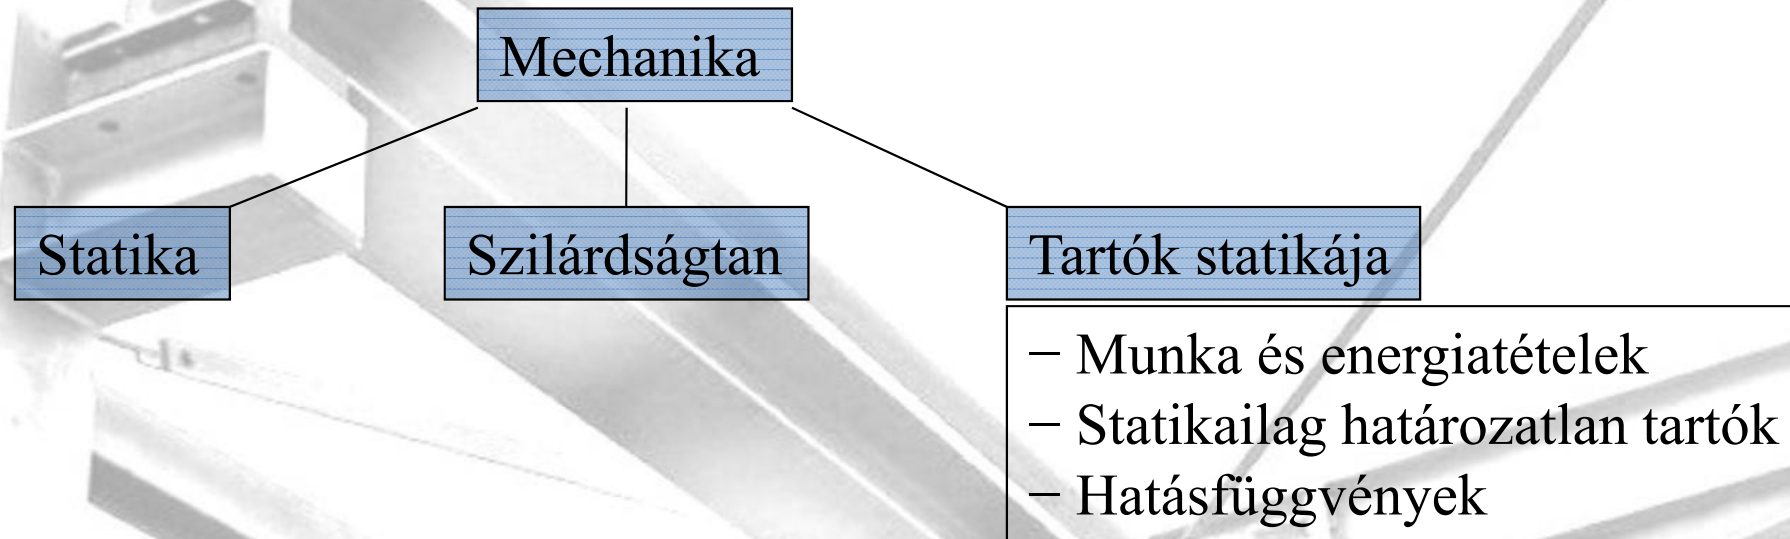 Mechanika
Statika
Szilárdságtan
Tartók statikája
– Munka és energiatételek
– Statikailag határozatlan tartók
– Hatásfüggvények